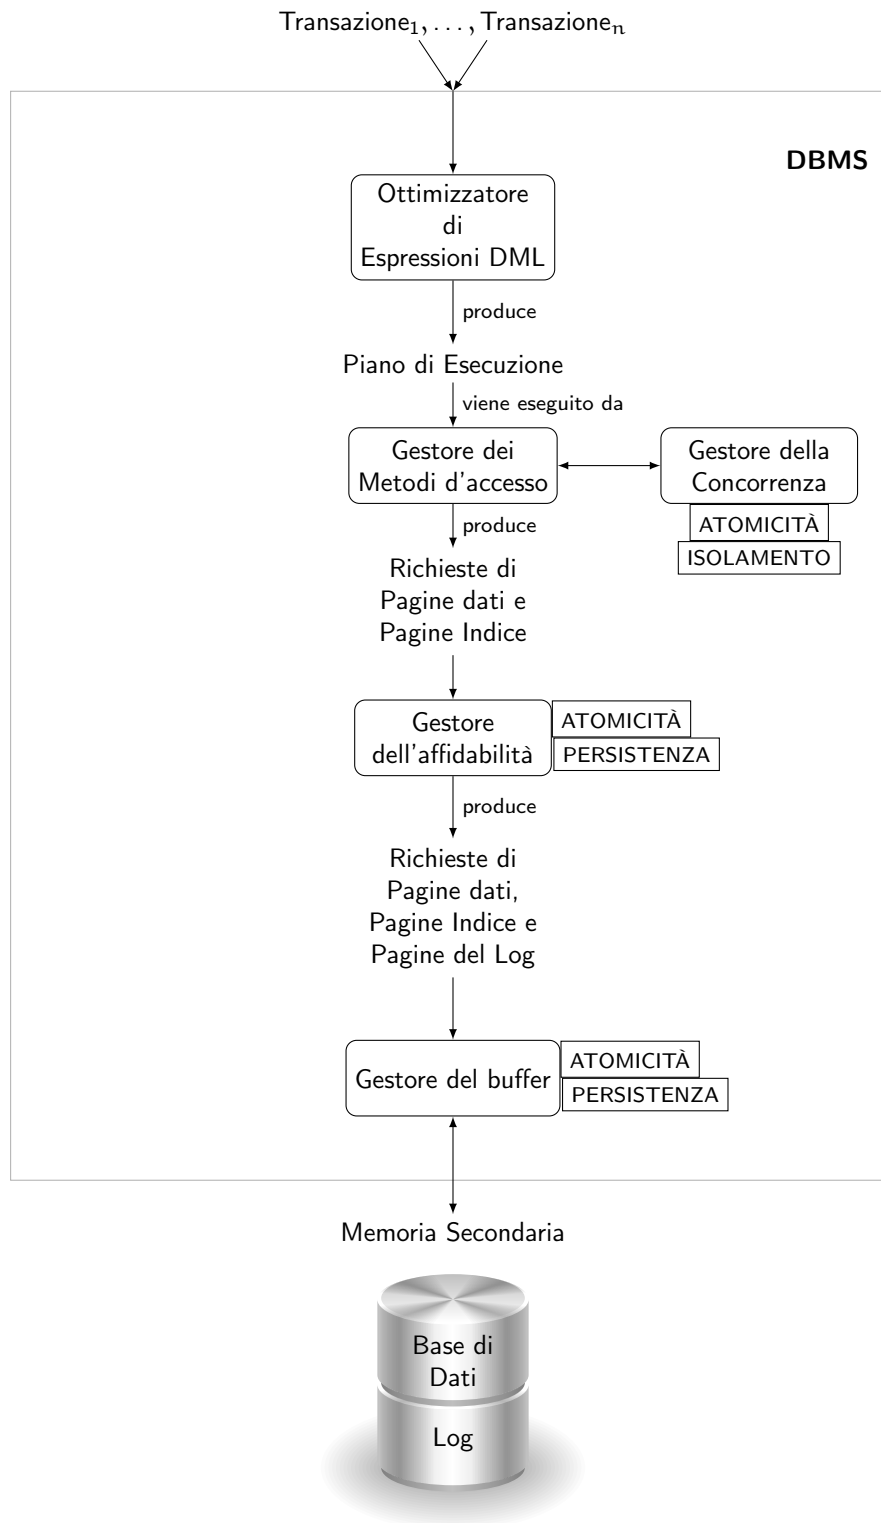 Transazione₁, . . . , Transazioneₙ
DBMS
Ottimizzatore
di
Espressioni DML
produce
Piano di Esecuzione
viene eseguito da
Gestore dei
Metodi d'accesso
Gestore della
Concorrenza
ATOMICITÀ
ISOLAMENTO
produce
Richieste di
Pagine dati e
Pagine Indice
Gestore
dell'affidabilità
ATOMICITÀ
PERSISTENZA
produce
Richieste di
Pagine dati,
Pagine Indice e
Pagine del Log
Gestore del buffer
ATOMICITÀ
PERSISTENZA
Memoria Secondaria
Base di
Dati
Log